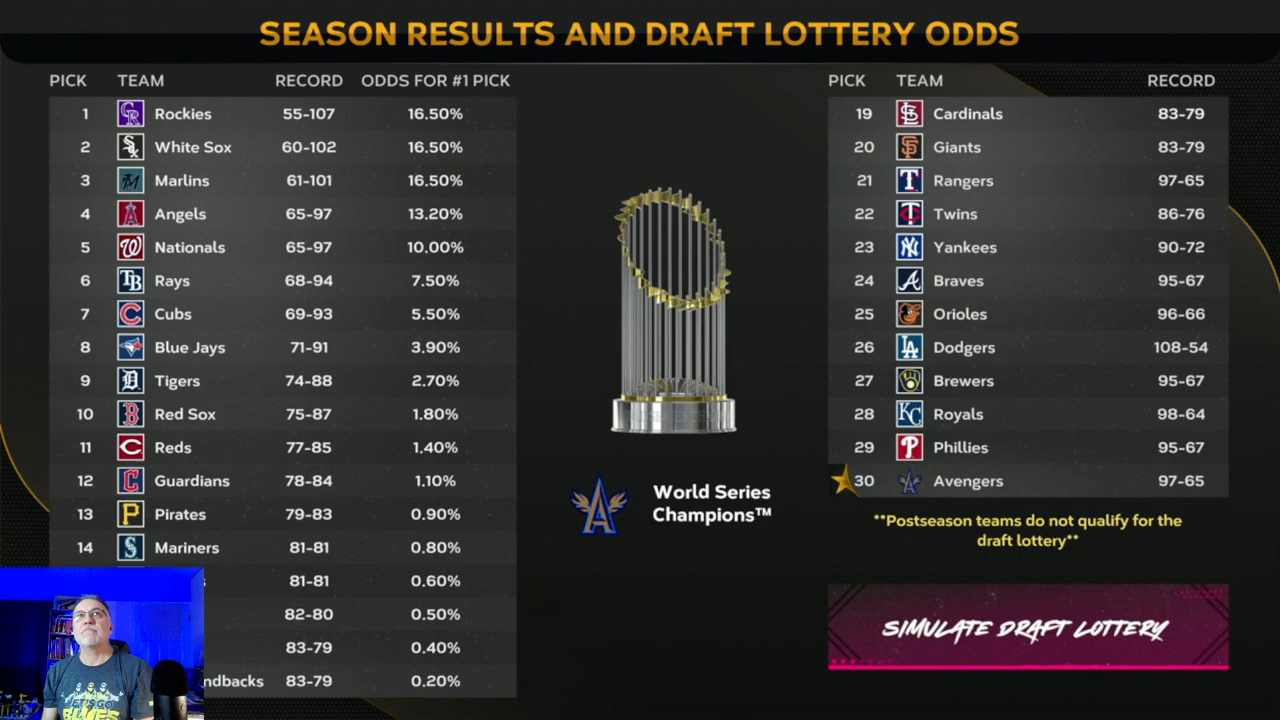 SEASON RESULTS AND DRAFT LOTTERY ODDS
PICK TEAM RECORD ODDS FOR #1 PICK
1 Rockies 55-107 16.50%
2 White Sox 60-102 16.50%
3 Marlins 61-101 16.50%
4 Angels 65-97 13.20%
5 Nationals 65-97 10.00%
6 Rays 68-94 7.50%
7 Cubs 69-93 5.50%
8 Blue Jays 71-91 3.90%
9 Tigers 74-88 2.70%
10 Red Sox 75-87 1.80%
11 Reds 77-85 1.40%
12 Guardians 78-84 1.10%
13 Pirates 79-83 0.90%
14 Mariners 81-81 0.80%
s 81-81 0.60%
82-80 0.50%
83-79 0.40%
ndbacks 83-79 0.20%
LET'S GO
BLUES
World Series
Champions™
PICK TEAM RECORD
19 Cardinals 83-79
20 Giants 83-79
21 Rangers 97-65
22 Twins 86-76
23 Yankees 90-72
24 Braves 95-67
25 Orioles 96-66
26 Dodgers 108-54
27 Brewers 95-67
28 Royals 98-64
29 Phillies 95-67
30 Avengers 97-65
**Postseason teams do not qualify for the
draft lottery**
SIMULATE DRAFT LOTTERY